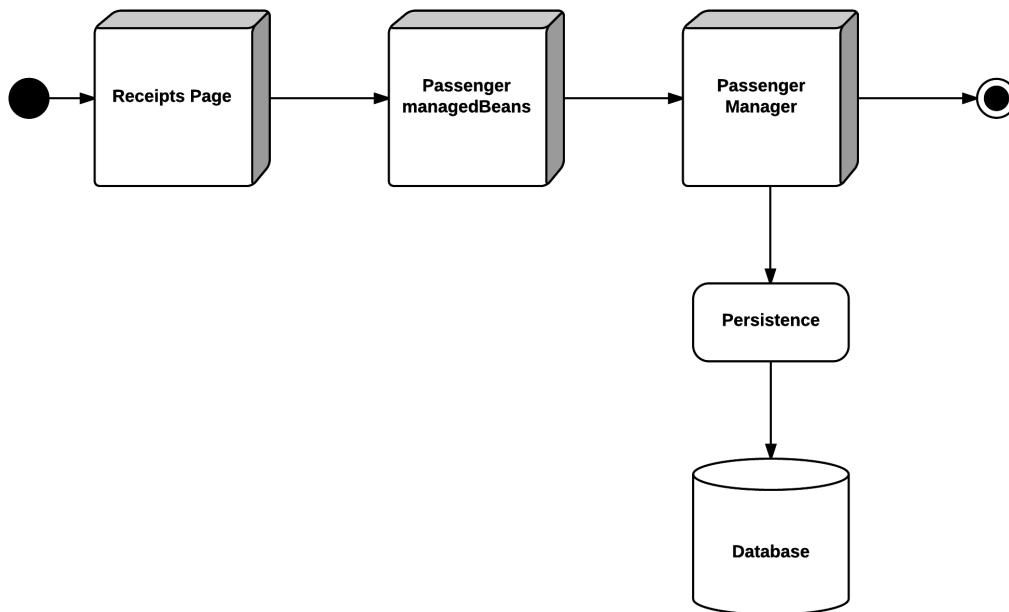 Receipts Page
Passenger
managedBeans
Passenger
Manager
Persistence
Database